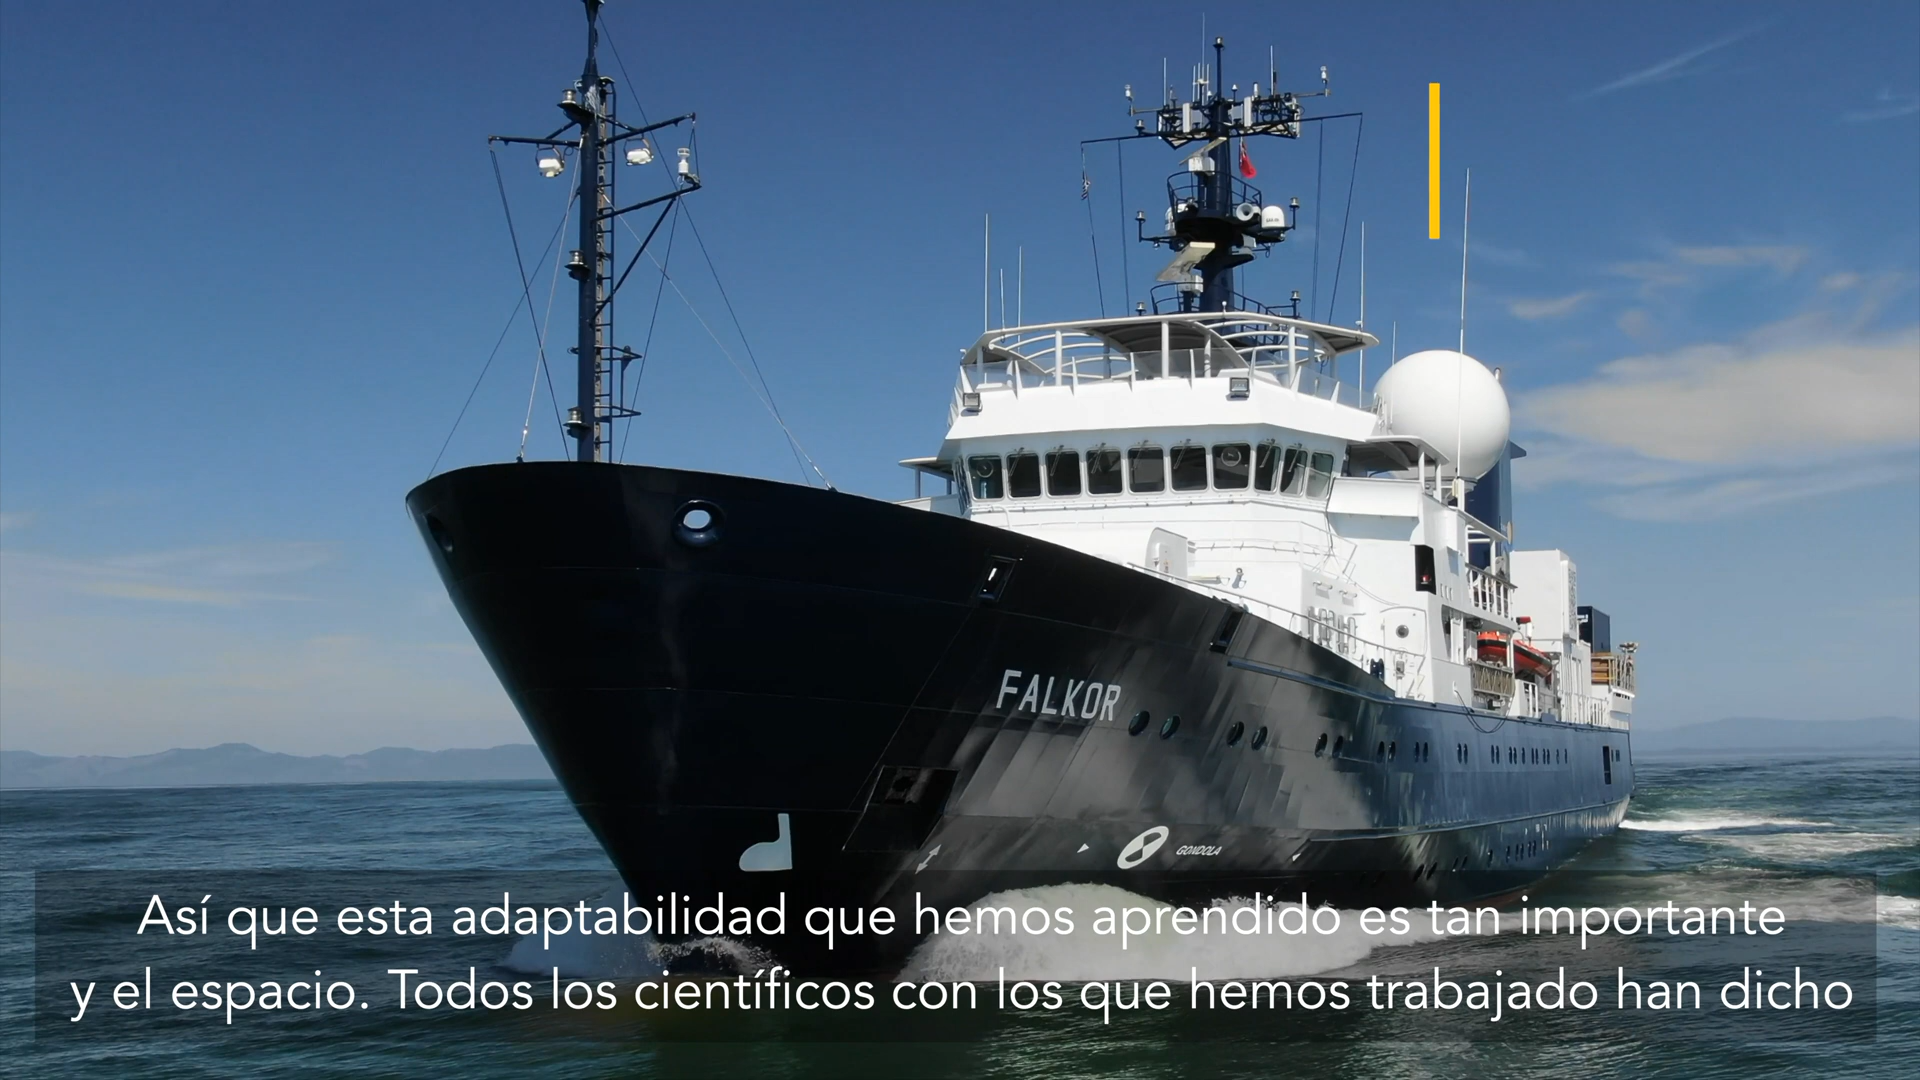 FALKOR
GONDOLA
Así que esta adaptabilidad que hemos aprendido es tan importante
y el espacio. Todos los científicos con los que hemos trabajado han dicho